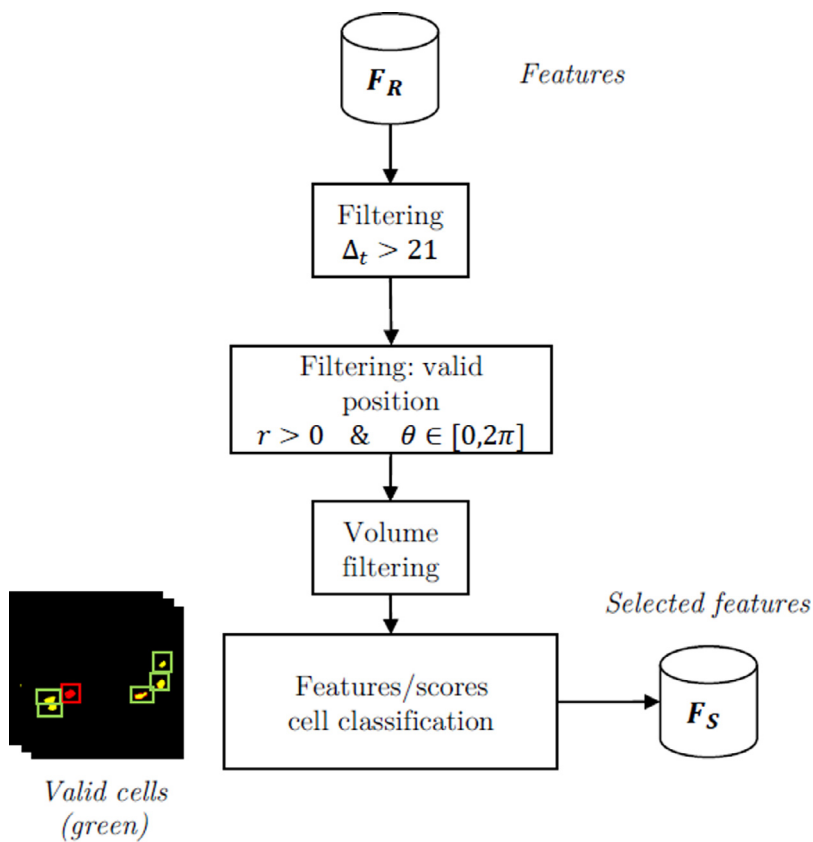 F_R
Features
Filtering
Δ_t > 21
Filtering: valid
position
r > 0 & θ ∈ [0,2π]
Volume
filtering
Selected features
Features/scores
cell classification
F_S
Valid cells
(green)